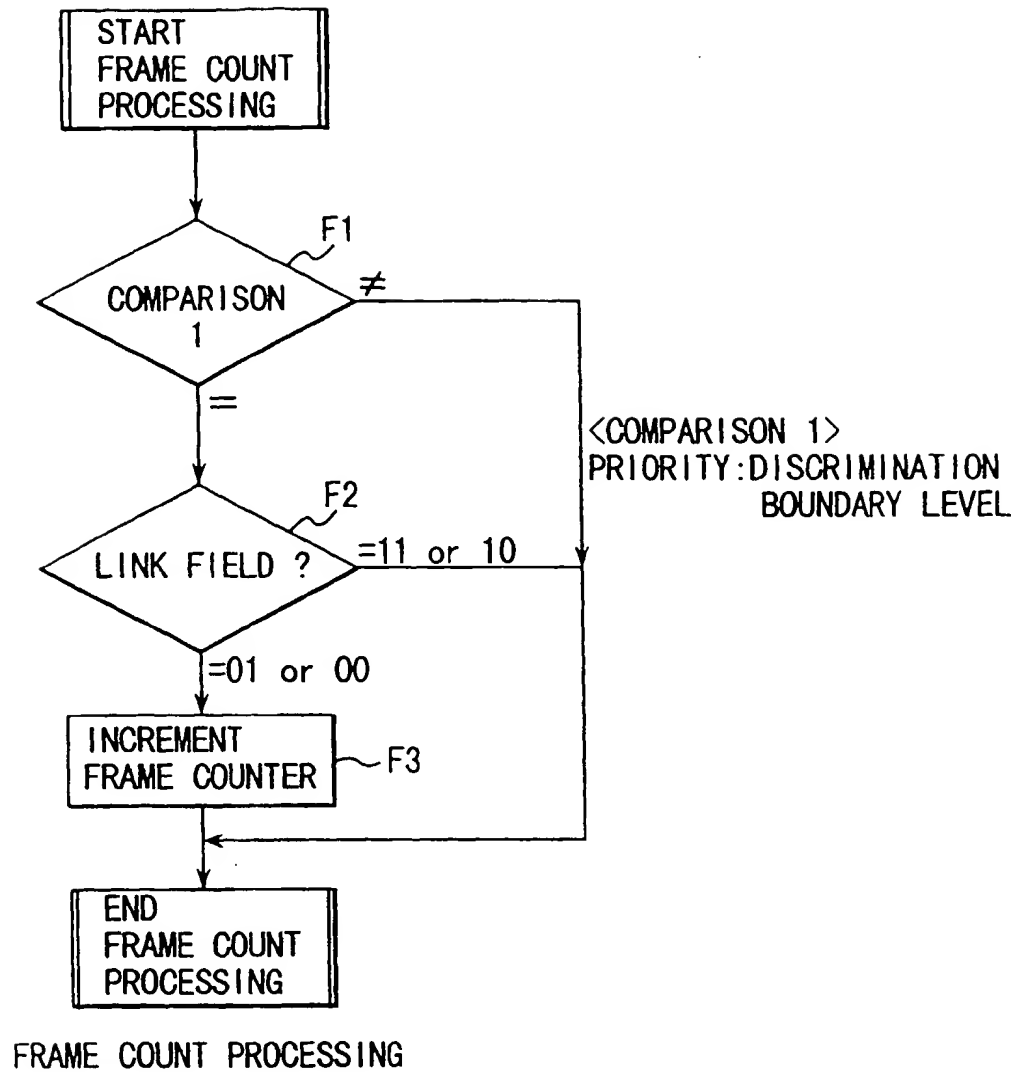 START
FRAME COUNT
PROCESSING
F1
COMPARISON
1
≠
=
<COMPARISON 1>
PRIORITY:DISCRIMINATION
BOUNDARY LEVEL
F2
LINK FIELD ?
=11 or 10
=01 or 00
INCREMENT
FRAME COUNTER
F3
END
FRAME COUNT
PROCESSING
FRAME COUNT PROCESSING